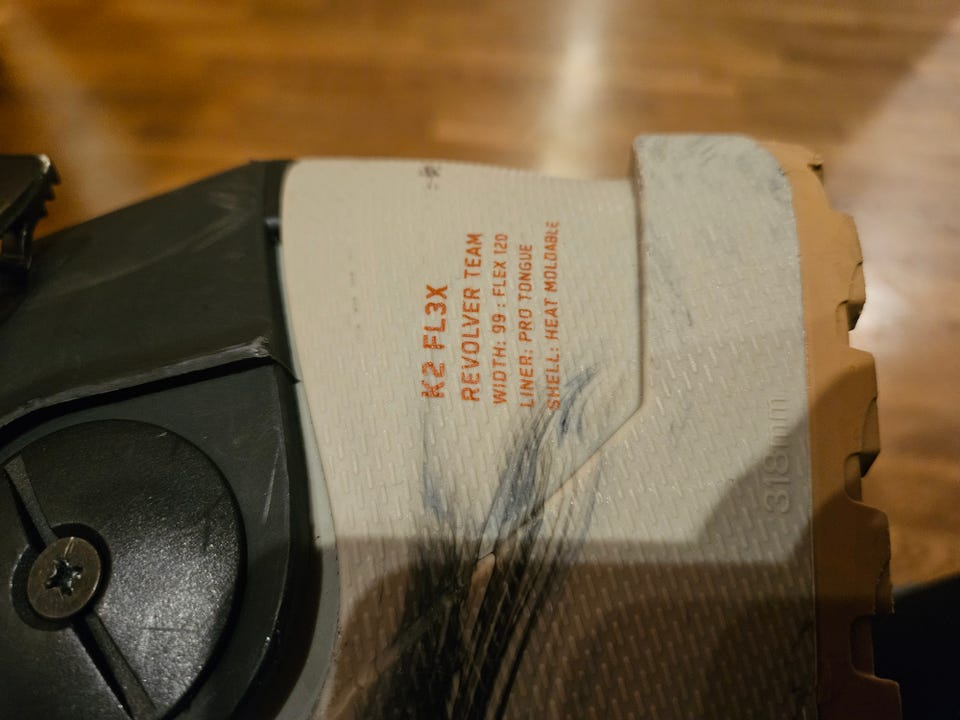 K2 FL3X
REVOLVER TEAM
WIDTH: 99 : FLEX 120
LINER: PRO TONGUE
SHELL: HEAT MOLDABLE
318mm